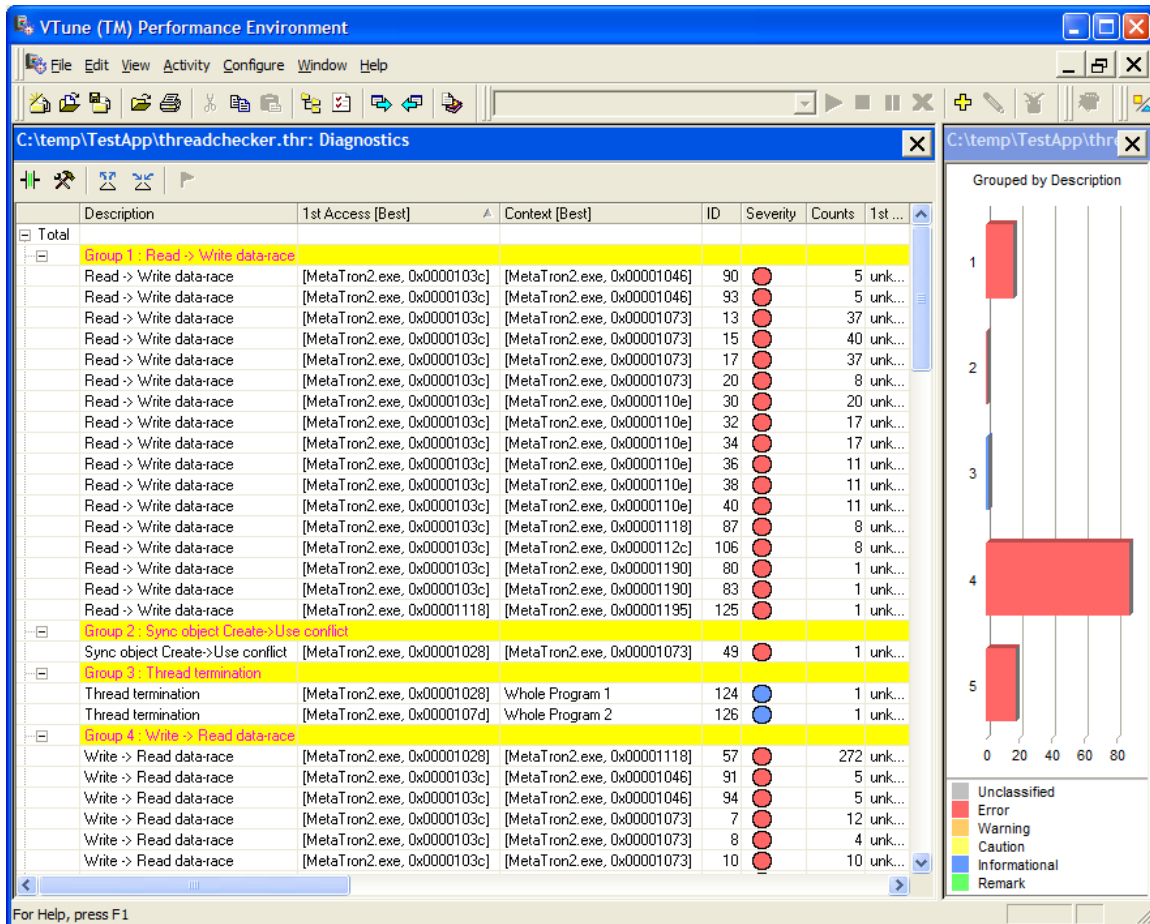 VTune (TM) Performance Environment
File Edit View Activity Configure Window Help
C:\temp\TestApp\threadchecker.thr: Diagnostics
Description 1st Access [Best] Context [Best] ID Severity Counts 1st ...
Total
Group 1 : Read -> Write data-race
Read -> Write data-race [MetaTron2.exe, 0x0000103c] [MetaTron2.exe, 0x00001046] 90 5 unk...
Read -> Write data-race [MetaTron2.exe, 0x0000103c] [MetaTron2.exe, 0x00001046] 93 5 unk...
Read -> Write data-race [MetaTron2.exe, 0x0000103c] [MetaTron2.exe, 0x00001073] 13 37 unk...
Read -> Write data-race [MetaTron2.exe, 0x0000103c] [MetaTron2.exe, 0x00001073] 15 40 unk...
Read -> Write data-race [MetaTron2.exe, 0x0000103c] [MetaTron2.exe, 0x00001073] 17 37 unk...
Read -> Write data-race [MetaTron2.exe, 0x0000103c] [MetaTron2.exe, 0x00001073] 20 8 unk...
Read -> Write data-race [MetaTron2.exe, 0x0000103c] [MetaTron2.exe, 0x0000110e] 30 20 unk...
Read -> Write data-race [MetaTron2.exe, 0x0000103c] [MetaTron2.exe, 0x0000110e] 32 17 unk...
Read -> Write data-race [MetaTron2.exe, 0x0000103c] [MetaTron2.exe, 0x0000110e] 34 17 unk...
Read -> Write data-race [MetaTron2.exe, 0x0000103c] [MetaTron2.exe, 0x0000110e] 36 11 unk...
Read -> Write data-race [MetaTron2.exe, 0x0000103c] [MetaTron2.exe, 0x0000110e] 38 11 unk...
Read -> Write data-race [MetaTron2.exe, 0x0000103c] [MetaTron2.exe, 0x0000110e] 40 11 unk...
Read -> Write data-race [MetaTron2.exe, 0x0000103c] [MetaTron2.exe, 0x00001118] 87 8 unk...
Read -> Write data-race [MetaTron2.exe, 0x0000103c] [MetaTron2.exe, 0x0000112c] 106 8 unk...
Read -> Write data-race [MetaTron2.exe, 0x0000103c] [MetaTron2.exe, 0x00001190] 80 1 unk...
Read -> Write data-race [MetaTron2.exe, 0x0000103c] [MetaTron2.exe, 0x00001190] 83 1 unk...
Read -> Write data-race [MetaTron2.exe, 0x00001118] [MetaTron2.exe, 0x00001195] 125 1 unk...
Group 2 : Sync object Create->Use conflict
Sync object Create->Use conflict [MetaTron2.exe, 0x00001028] [MetaTron2.exe, 0x00001073] 49 1 unk...
Group 3 : Thread termination
Thread termination [MetaTron2.exe, 0x00001028] Whole Program 1 124 1 unk...
Thread termination [MetaTron2.exe, 0x0000107d] Whole Program 2 126 1 unk...
Group 4 : Write -> Read data-race
Write -> Read data-race [MetaTron2.exe, 0x00001028] [MetaTron2.exe, 0x00001118] 57 272 unk...
Write -> Read data-race [MetaTron2.exe, 0x0000103c] [MetaTron2.exe, 0x00001046] 91 5 unk...
Write -> Read data-race [MetaTron2.exe, 0x0000103c] [MetaTron2.exe, 0x00001046] 94 5 unk...
Write -> Read data-race [MetaTron2.exe, 0x0000103c] [MetaTron2.exe, 0x00001073] 7 12 unk...
Write -> Read data-race [MetaTron2.exe, 0x0000103c] [MetaTron2.exe, 0x00001073] 8 4 unk...
Write -> Read data-race [MetaTron2.exe, 0x0000103c] [MetaTron2.exe, 0x00001073] 10 10 unk...
C:\temp\TestApp\thre
Grouped by Description
1
2
3
4
5
0 20 40 60 80
Unclassified
Error
Warning
Caution
Informational
Remark
For Help, press F1